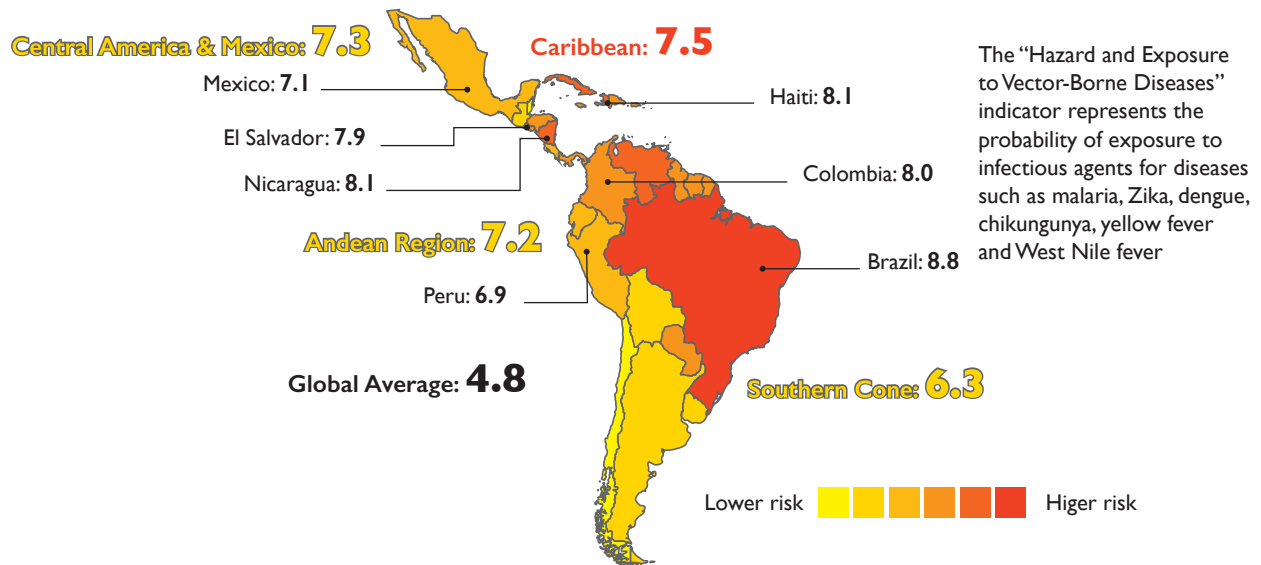 Central America & Mexico: 7.3
Mexico: 7.1
El Salvador: 7.9
Nicaragua: 8.1
Caribbean: 7.5
Haiti: 8.1
Colombia: 8.0
Andean Region: 7.2
Peru: 6.9
Brazil: 8.8
The “Hazard and Exposure
to Vector-Borne Diseases”
indicator represents the
probability of exposure to
infectious agents for diseases
such as malaria, Zika, dengue,
chikungunya, yellow fever
and West Nile fever
Global Average: 4.8
Southern Cone: 6.3
Lower risk
Higer risk